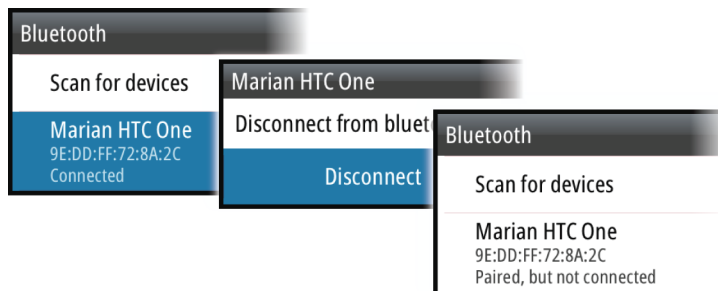 Bluetooth
Scan for devices
Marian HTC One
9E:DD:FF:72:8A:2C
Connected
Marian HTC One
Disconnect from
Disconnect
Bluetooth
Scan for devices
Marian HTC One
9E:DD:FF:72:8A:2C
Paired, but not connected